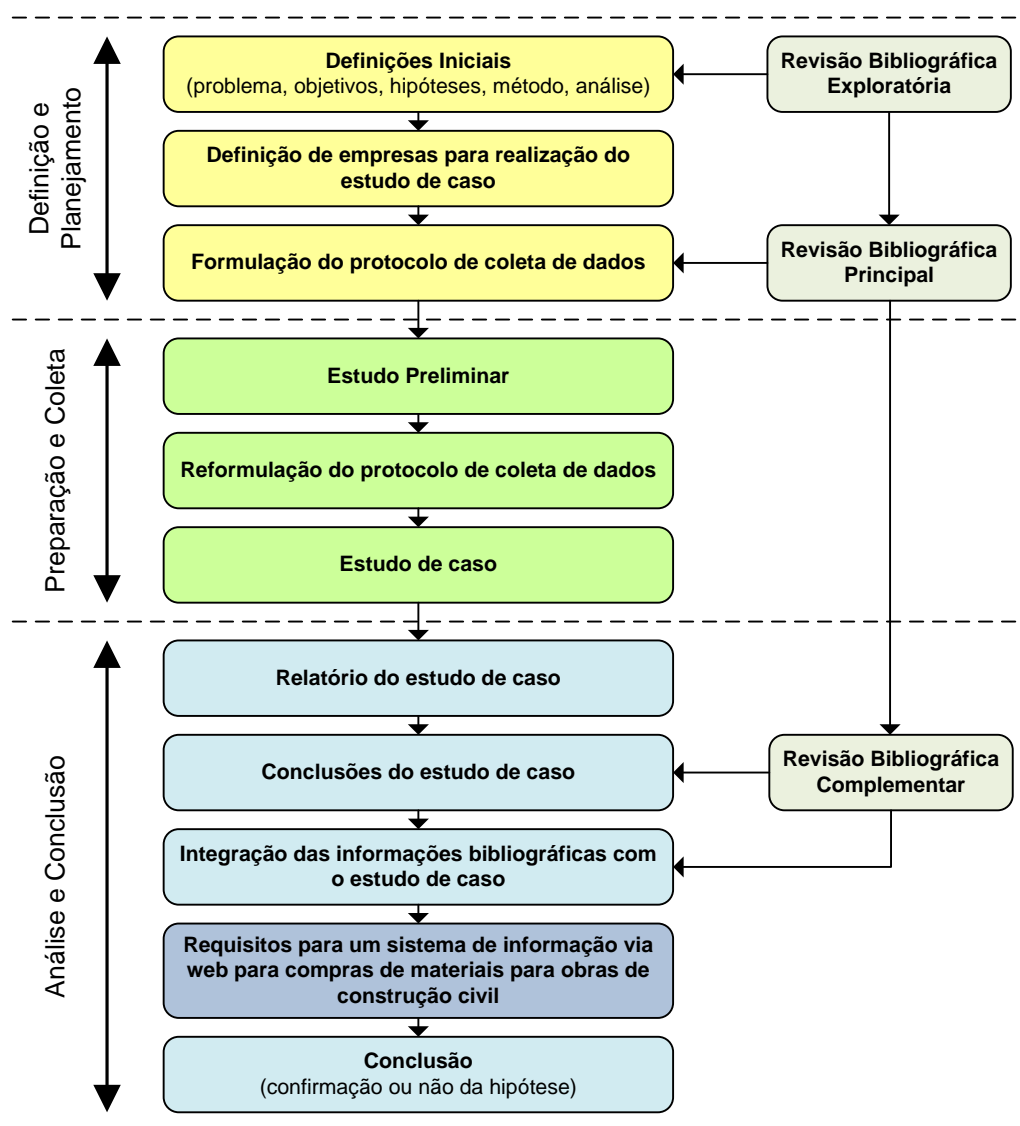 Definição e
Planejamento
Definições Iniciais
(problema, objetivos, hipóteses, método, análise)
Revisão Bibliográfica
Exploratória
Definição de empresas para realização do
estudo de caso
Formulação do protocolo de coleta de dados
Revisão Bibliográfica
Principal
Preparação e Coleta
Estudo Preliminar
Reformulação do protocolo de coleta de dados
Estudo de caso
Análise e Conclusão
Relatório do estudo de caso
Conclusões do estudo de caso
Revisão Bibliográfica
Complementar
Integração das informações bibliográficas com
o estudo de caso
Requisitos para um sistema de informação via
web para compras de materiais para obras de
construção civil
Conclusão
(confirmação ou não da hipótese)